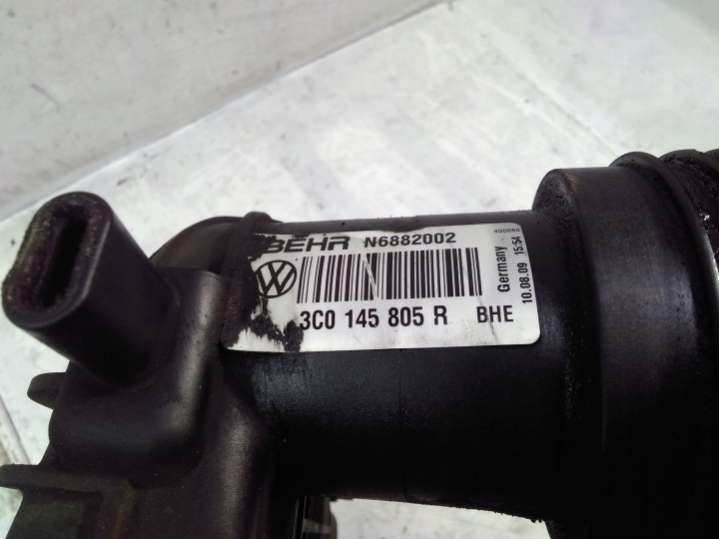 BEHR N6882002
3C0 145 805 R BHE
Germany
10.08.09 15:54